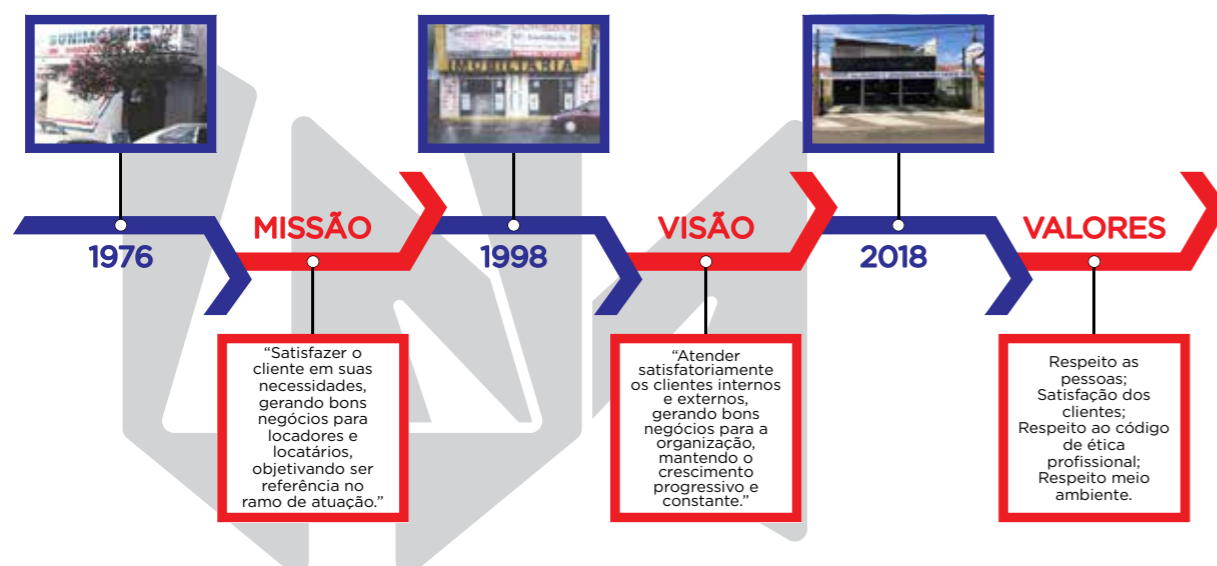 IMOBILIÁRIA
1976
MISSÃO
1998
VISÃO
2018
VALORES
“Satisfazer o
cliente em suas
necessidades,
gerando bons
negócios para
locadores e
locatários,
objetivando ser
referência no
ramo de atuação.”
“Atender
satisfatoriamente
os clientes internos
e externos,
gerando bons
negócios para a
organização,
mantendo o
crescimento
progressivo e
constante.”
Respeito as
pessoas;
Satisfação dos
clientes;
Respeito ao código
de ética
profissional;
Respeito meio
ambiente.